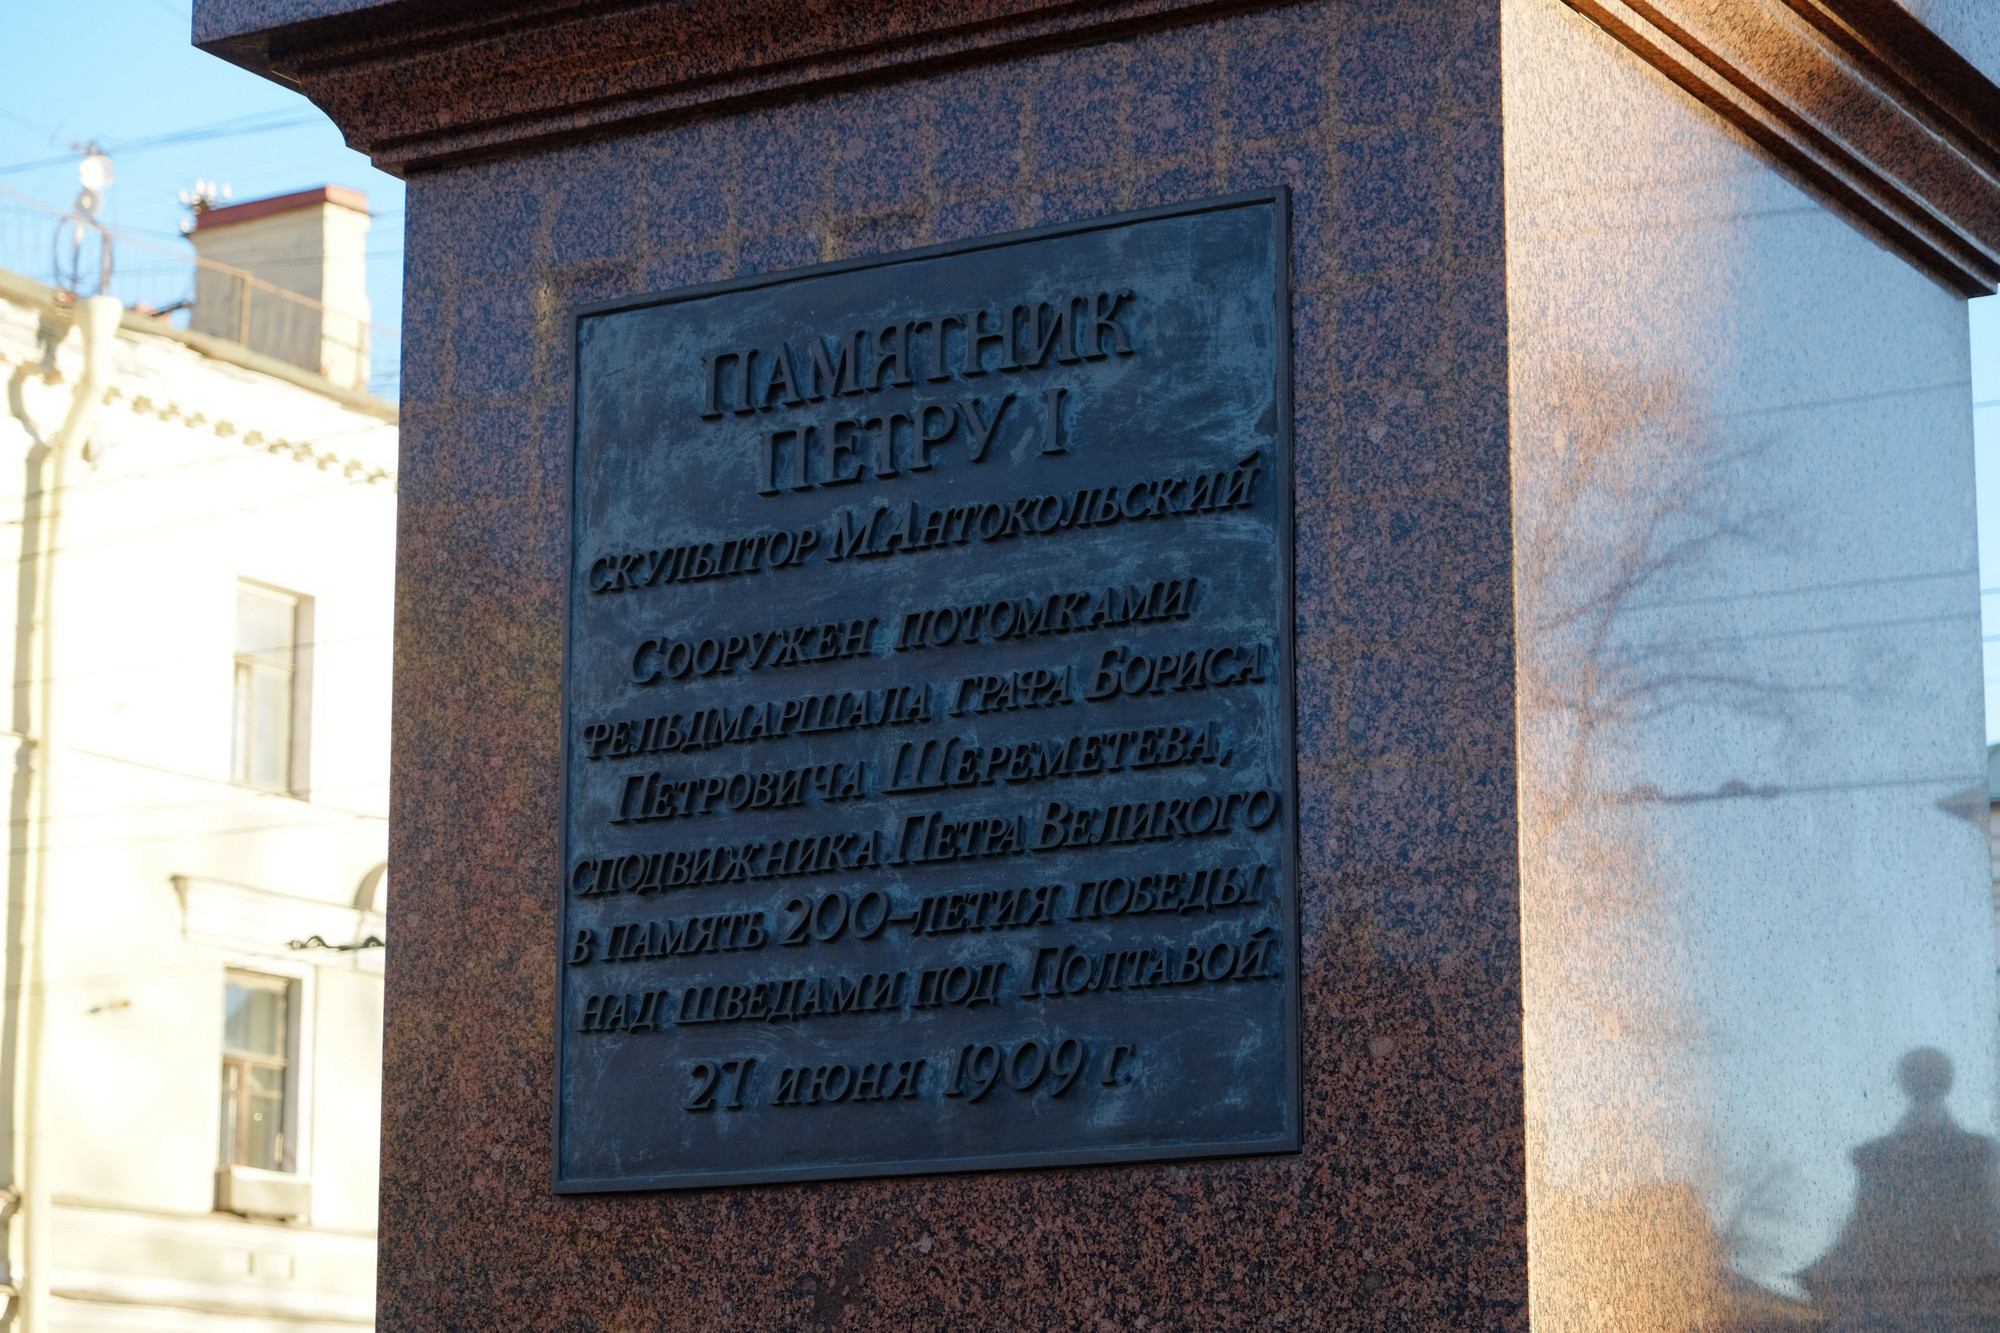 ПАМЯТНИК
ПЕТРУ I
СКУЛЬПТОР М.АНТОКОЛЬСКИЙ
СООРУЖЕН ПОТОМКАМИ
ФЕЛЬДМАРШАЛА ГРАФА БОРИСА
ПЕТРОВИЧА ШЕРЕМЕТЕВА,
СПОДВИЖНИКА ПЕТРА ВЕЛИКОГО
В ПАМЯТЬ 200-ЛЕТИЯ ПОБЕДЫ
НАД ШВЕДАМИ ПОД ПОЛТАВОЙ
27 ИЮНЯ 1909 Г.